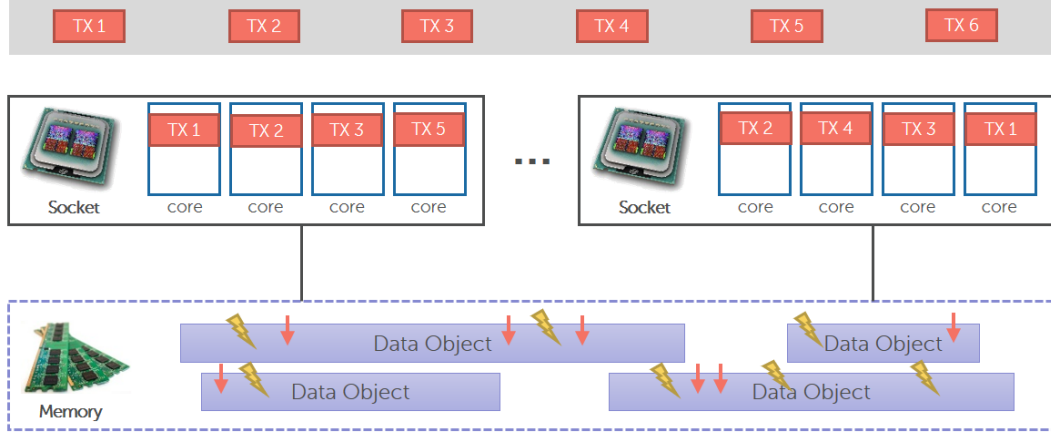 TX 1 TX 2 TX 3 TX 4 TX 5 TX 6
TX 1 TX 2 TX 3 TX 5
Socket core core core core
...
TX 2 TX 4 TX 3 TX 1
Socket core core core core
Data Object Data Object
Data Object Data Object
Memory